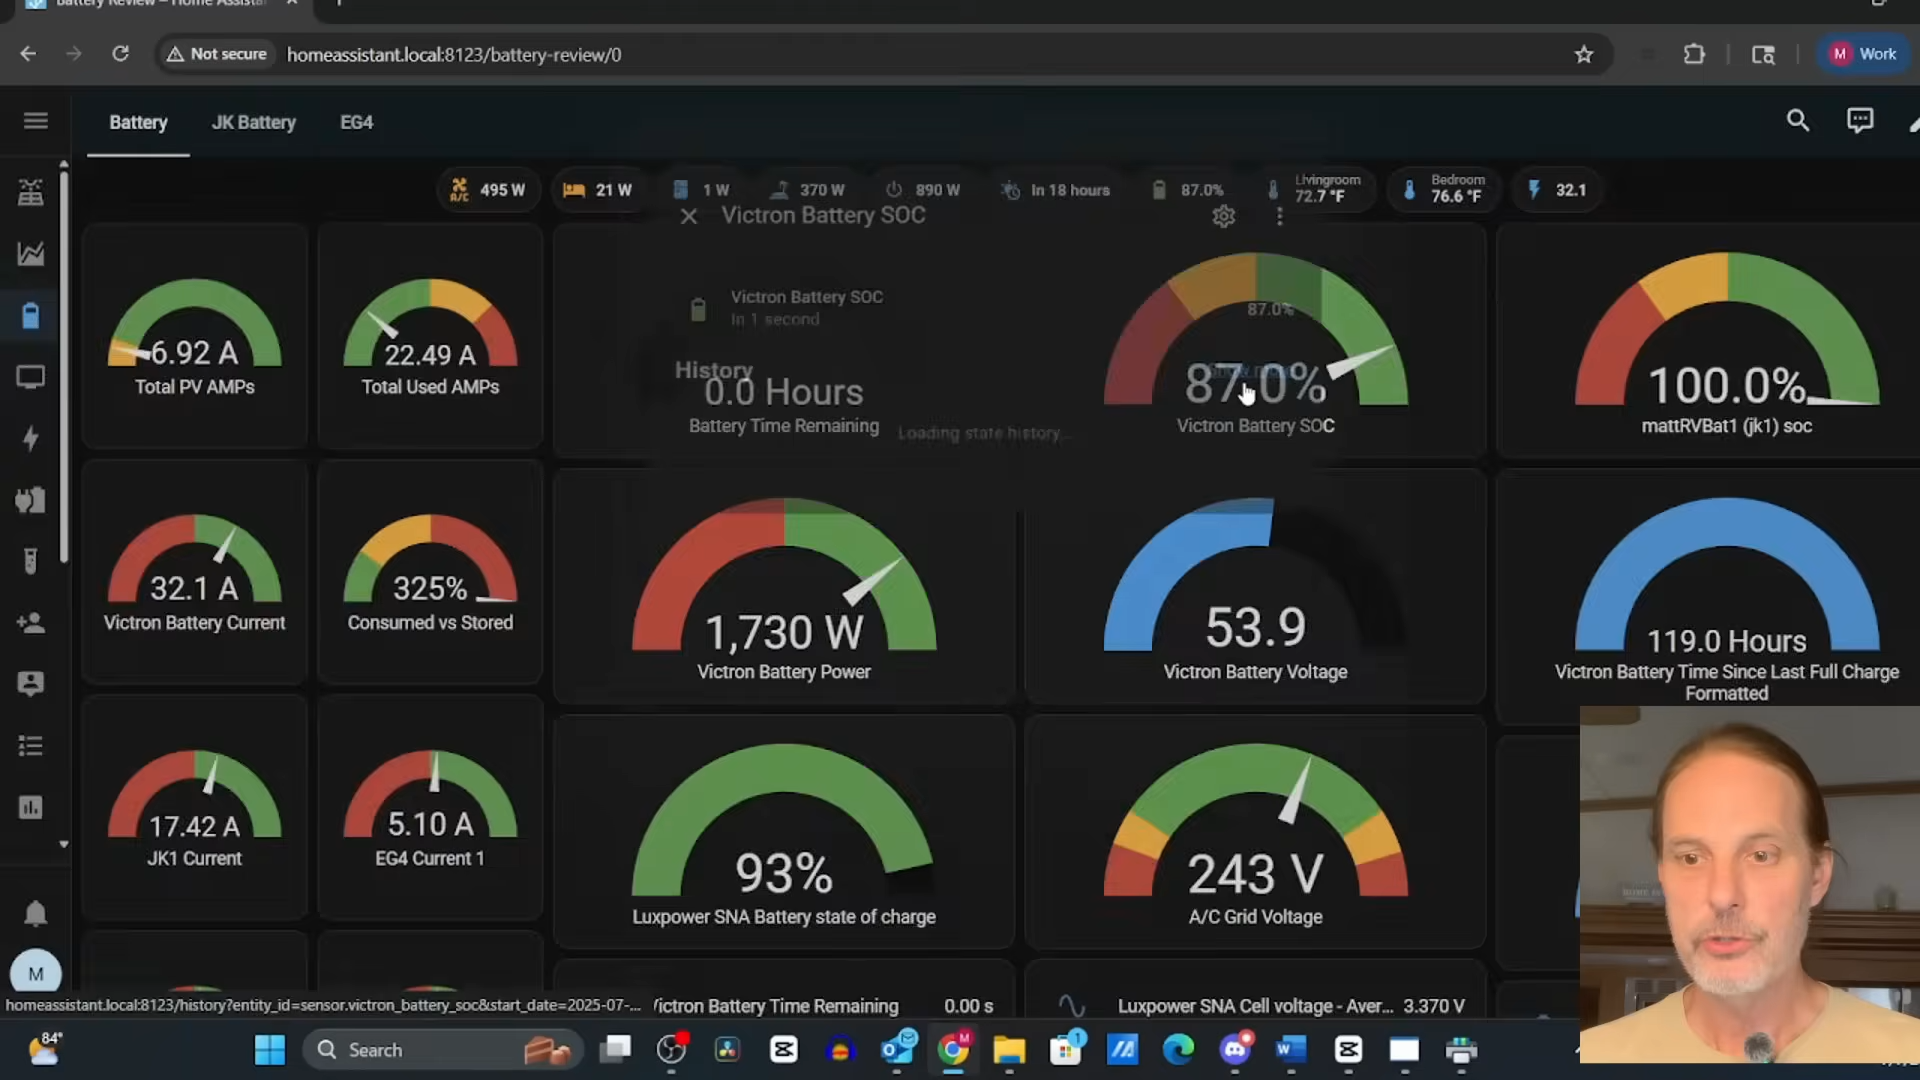 Battery Review – Home Assista
Not secure
homeassistant.local:8123/battery-review/0
M Work
Battery
JK Battery
EG4
A/C 495 W
21 W
1 W
370 W
890 W
In 18 hours
87.0%
Livingroom
72.7 °F
Bedroom
76.6 °F
32.1
Victron Battery SOC
Victron Battery SOC
In 1 second
87.0%
History
Loading state history...
6.92 A
Total PV AMPs
22.49 A
Total Used AMPs
0.0 Hours
Battery Time Remaining
87.0%
Victron Battery SOC
100.0%
mattRVBat1 (jk1) soc
32.1 A
Victron Battery Current
325%
Consumed vs Stored
1,730 W
Victron Battery Power
53.9
Victron Battery Voltage
119.0 Hours
Victron Battery Time Since Last Full Charge
Formatted
17.42 A
JK1 Current
5.10 A
EG4 Current 1
93%
Luxpower SNA Battery state of charge
243 V
A/C Grid Voltage
M
homeassistant.local:8123/history?entity_id=sensor.victron_battery_soc&start_date=2025-07-...
Victron Battery Time Remaining
0.00 s
Luxpower SNA Cell voltage - Aver...
3.370 V
84°
Search